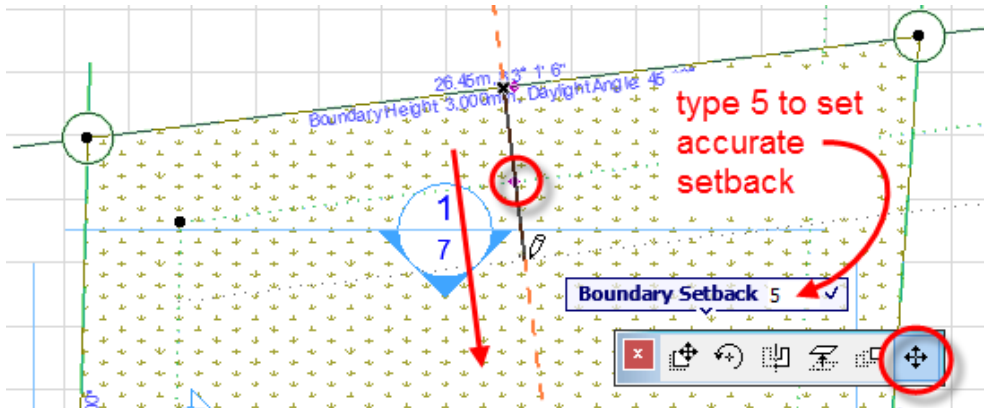 26.45m, 13° 1' 6"
Boundary Height 3,000mm, Daylight Angle 45
type 5 to set
accurate
setback
1
7
Boundary Setback 5